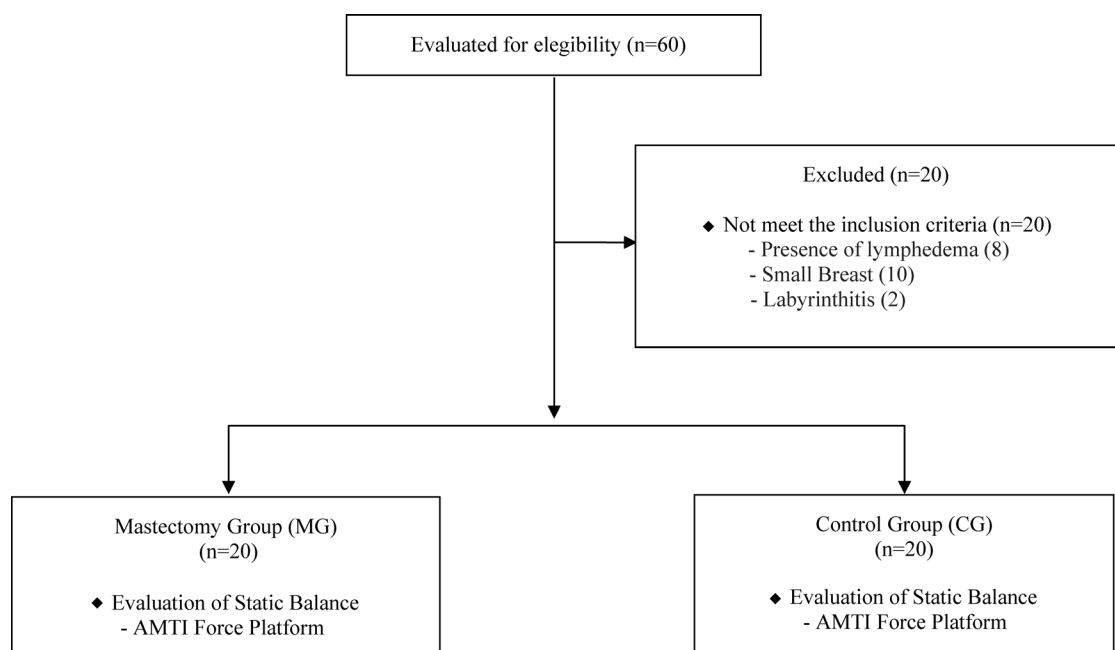 Evaluated for elegibility (n=60)
Excluded (n=20)
◆ Not meet the inclusion criteria (n=20)
- Presence of lymphedema (8)
- Small Breast (10)
- Labyrinthitis (2)
Mastectomy Group (MG)
(n=20)
◆ Evaluation of Static Balance
- AMTI Force Platform
Control Group (CG)
(n=20)
◆ Evaluation of Static Balance
- AMTI Force Platform